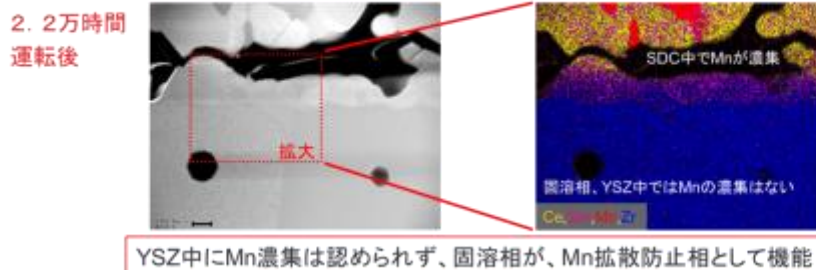 2. 2万時間
運転後
拡大
SDC中でMnが濃集
固溶相、YSZ中ではMnの濃集はない
Ce,Sm,Mn,Zr
YSZ中にMn濃集は認められず、固溶相が、Mn拡散防止相として機能